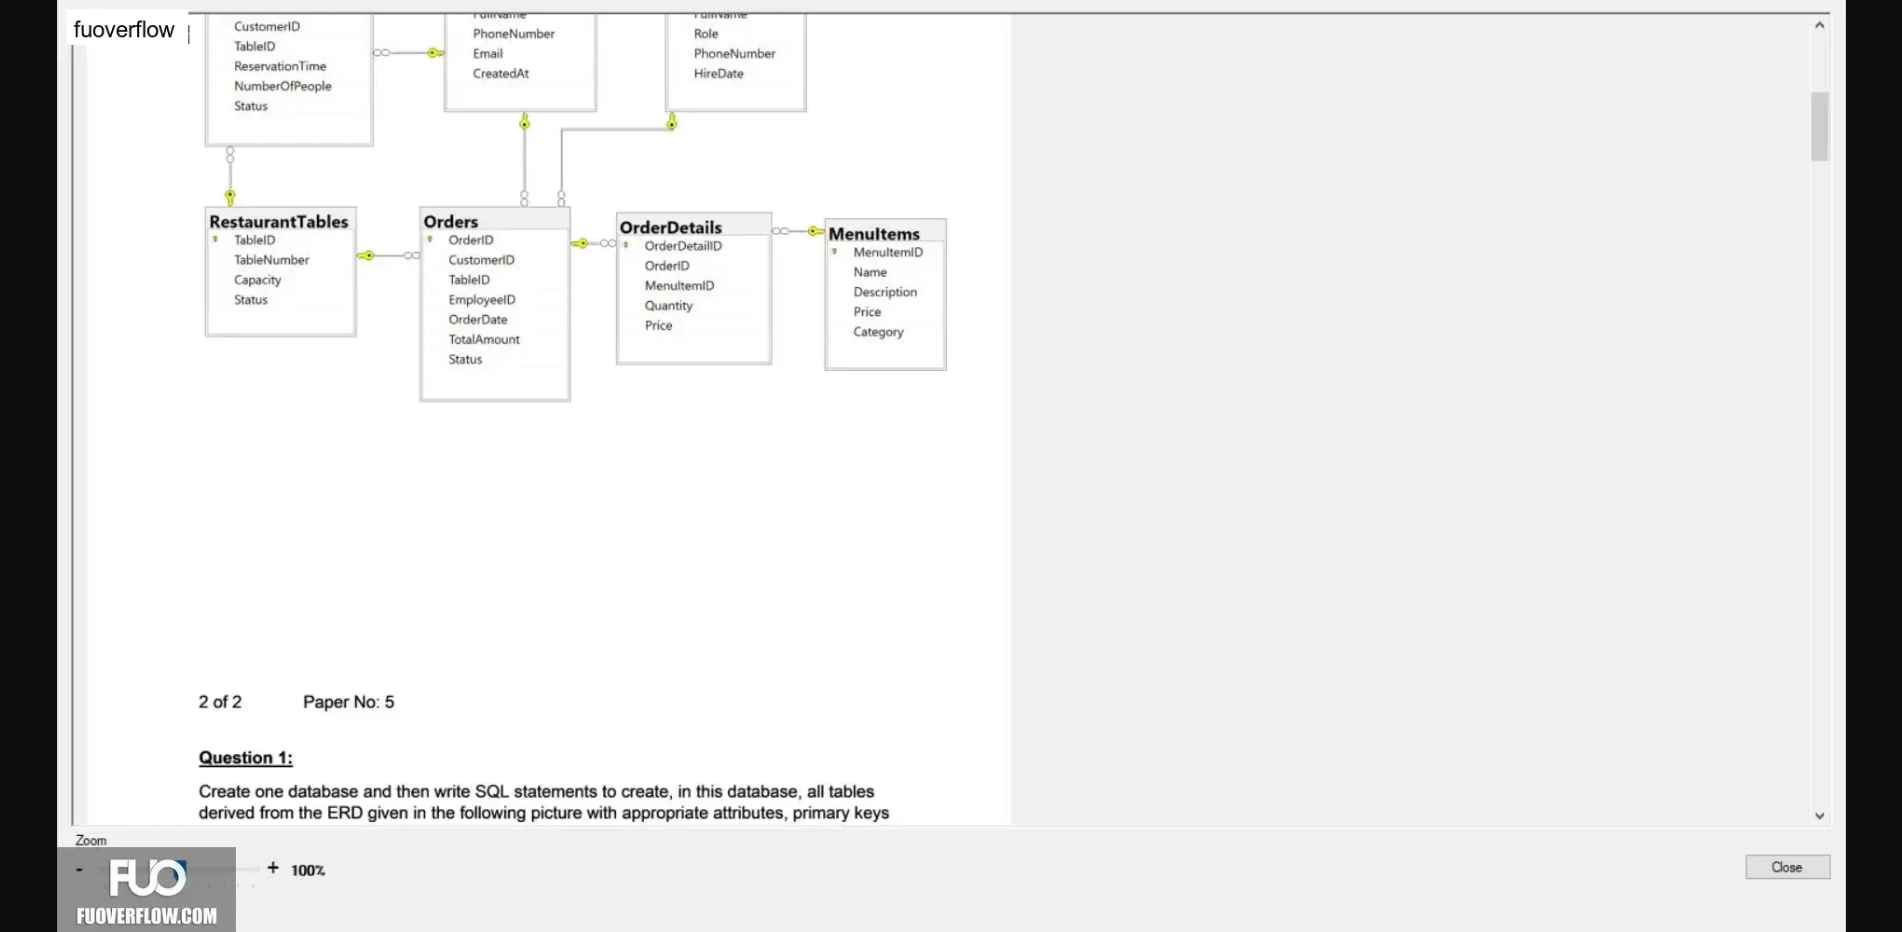 fuoverflow
CustomerID
TableID
ReservationTime
NumberOfPeople
Status
FullName
PhoneNumber
Email
CreatedAt
FullName
Role
PhoneNumber
HireDate
RestaurantTables
TableID
TableNumber
Capacity
Status
Orders
OrderID
CustomerID
TableID
EmployeeID
OrderDate
TotalAmount
Status
OrderDetails
OrderDetailID
OrderID
MenuItemID
Quantity
Price
MenuItems
MenuItemID
Name
Description
Price
Category
2 of 2 Paper No: 5
Question 1:
Create one database and then write SQL statements to create, in this database, all tables
derived from the ERD given in the following picture with appropriate attributes, primary keys
Zoom
- + 100%
Close
FUO
FUOVERFLOW.COM